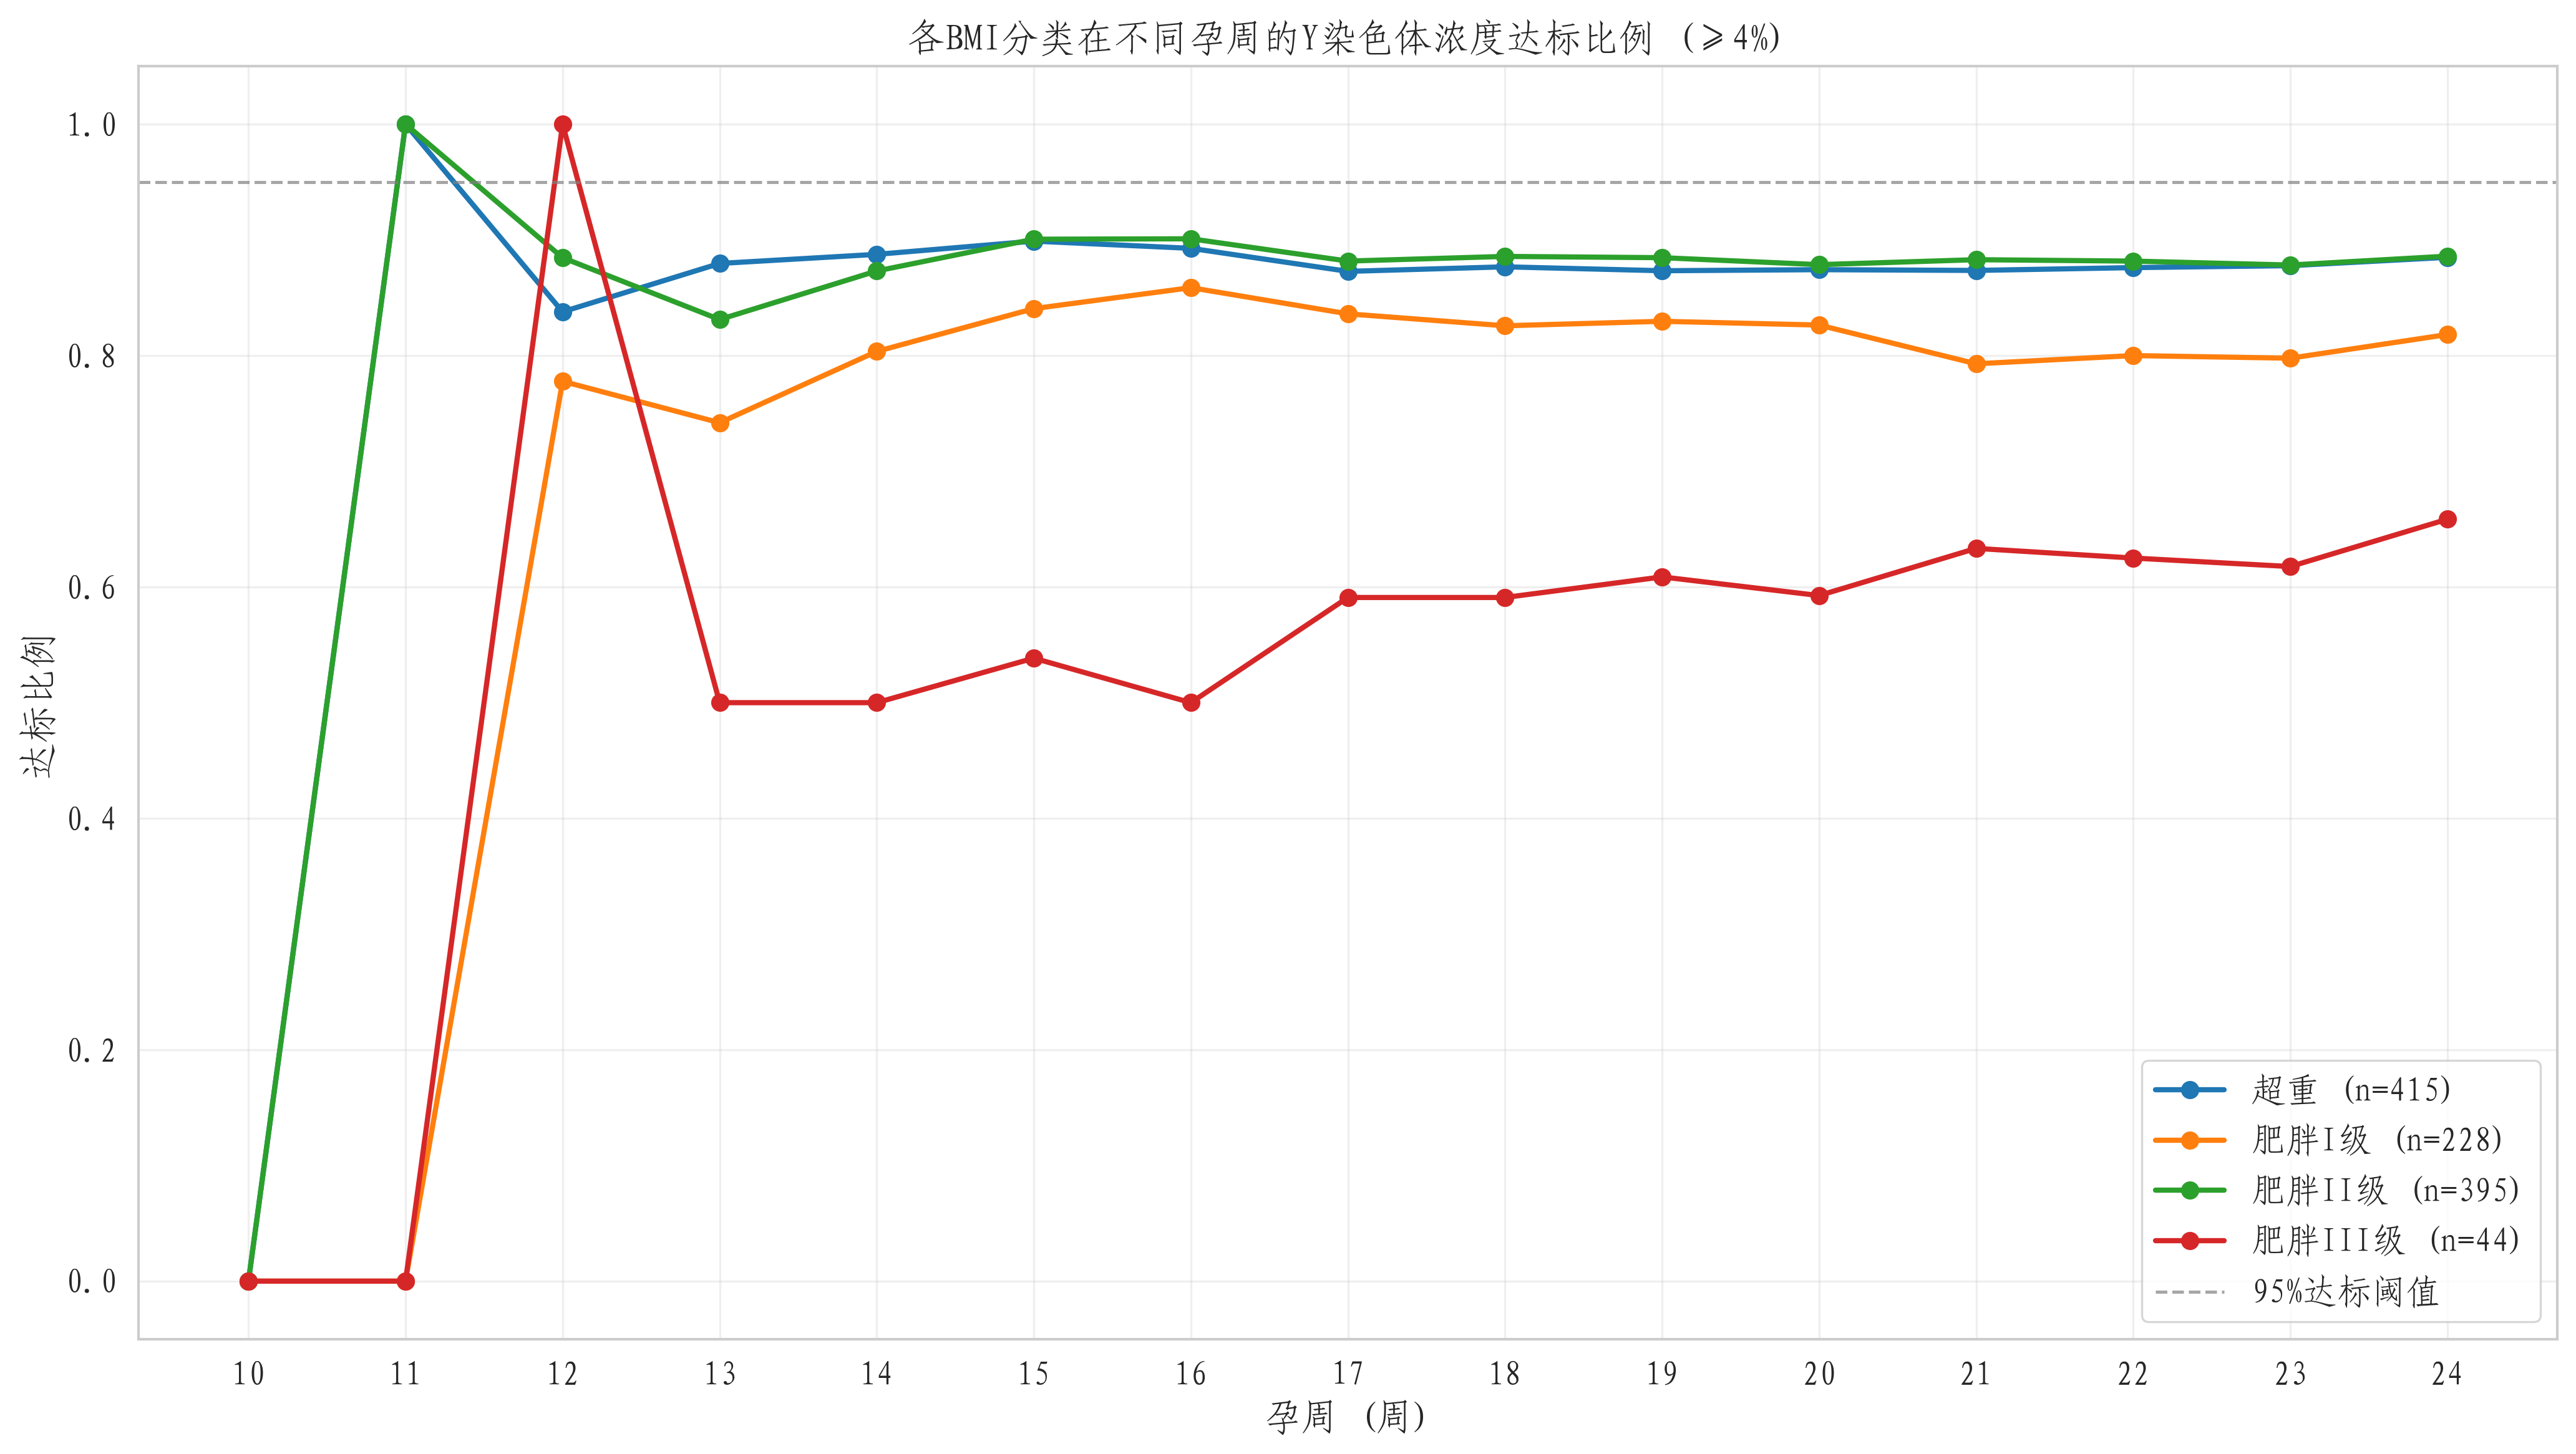 各BMI分类在不同孕周的Y染色体浓度达标比例 (≥4%)
达标比例
1.0
0.8
0.6
0.4
0.2
0.0
超重 (n=415)
肥胖I级 (n=228)
肥胖II级 (n=395)
肥胖III级 (n=44)
95%达标阈值
10 11 12 13 14 15 16 17 18 19 20 21 22 23 24
孕周 (周)